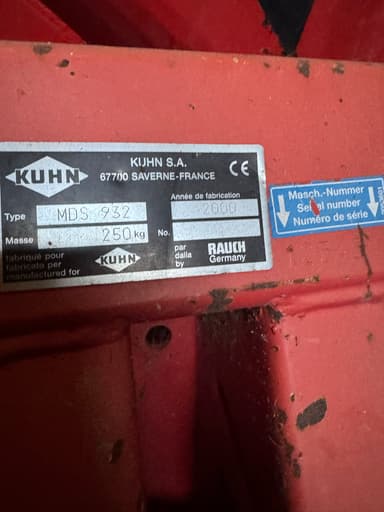 KUHN
KUHN S.A.
67700 SAVERNE-FRANCE
CE
Année de fabrication
Type MDS 932 2000
Masse 250 kg No.
fabriqué pour
fabricato per
manufactured for
KUHN
par
dalla
by
RAUCH
Germany
Masch.-Nummer
Serial number
Numéro de série